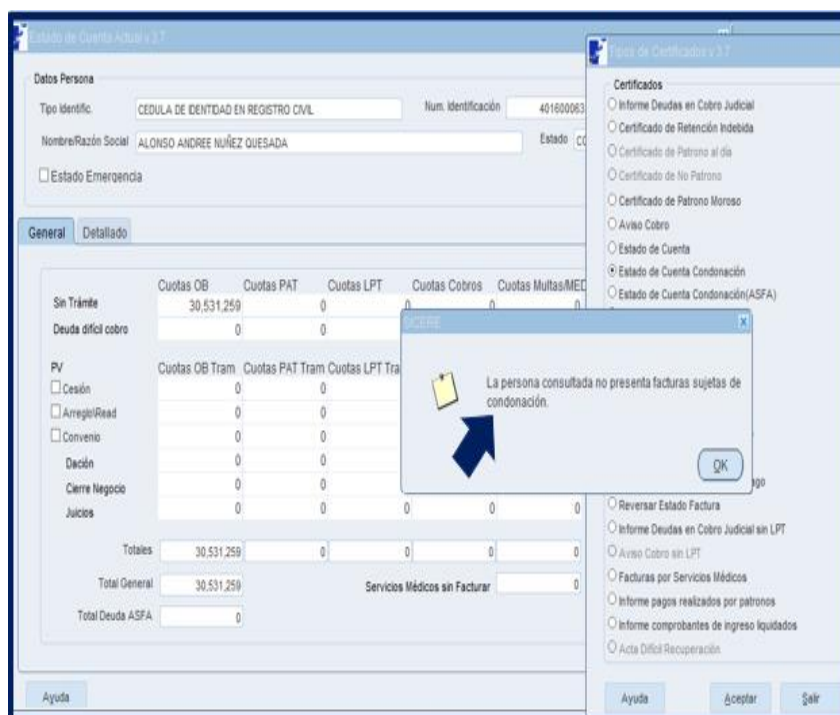 Estado de Cuenta Actual v 3.7
Datos Persona
Tipo Identific. CEDULA DE IDENTIDAD EN REGISTRO CIVIL Num. Identificación 401600063
Nombre/Razón Social ALONSO ANDREE NUÑEZ QUESADA Estado CO
Estado Emergencia
General Detallado
Cuotas OB Cuotas PAT Cuotas LPT Cuotas Cobros Cuotas Multas/MED
Sin Trámite 30,531,259 0 0 0 0
Deuda difícil cobro 0 0
PV Cuotas OB Tram Cuotas PAT Tram Cuotas LPT Tra
Cesión 0 0
Arreglo\Read 0 0
Convenio 0 0
Dación 0 0
Cierre Negocio 0 0
Juicios 0 0 0 0 0
Totales 30,531,259 0 0 0 0
Total General 30,531,259 Servicios Médicos sin Facturar 0
Total Deuda ASFA 0
Ayuda
Tipos de Certificados v 3.7
Certificados
Informe Deudas en Cobro Judicial
Certificado de Retención Indebida
Certificado de Patrono al día
Certificado de No Patrono
Certificado de Patrono Moroso
Aviso Cobro
Estado de Cuenta
Estado de Cuenta Condonación
Estado de Cuenta Condonación(ASFA)
SICERE
La persona consultada no presenta facturas sujetas de
condonación.
OK
ago
Reversar Estado Factura
Informe Deudas en Cobro Judicial sin LPT
Aviso Cobro sin LPT
Facturas por Servicios Médicos
Informe pagos realizados por patronos
Informe comprobantes de ingreso liquidados
Acta Difícil Recuperación
Ayuda Aceptar Salir